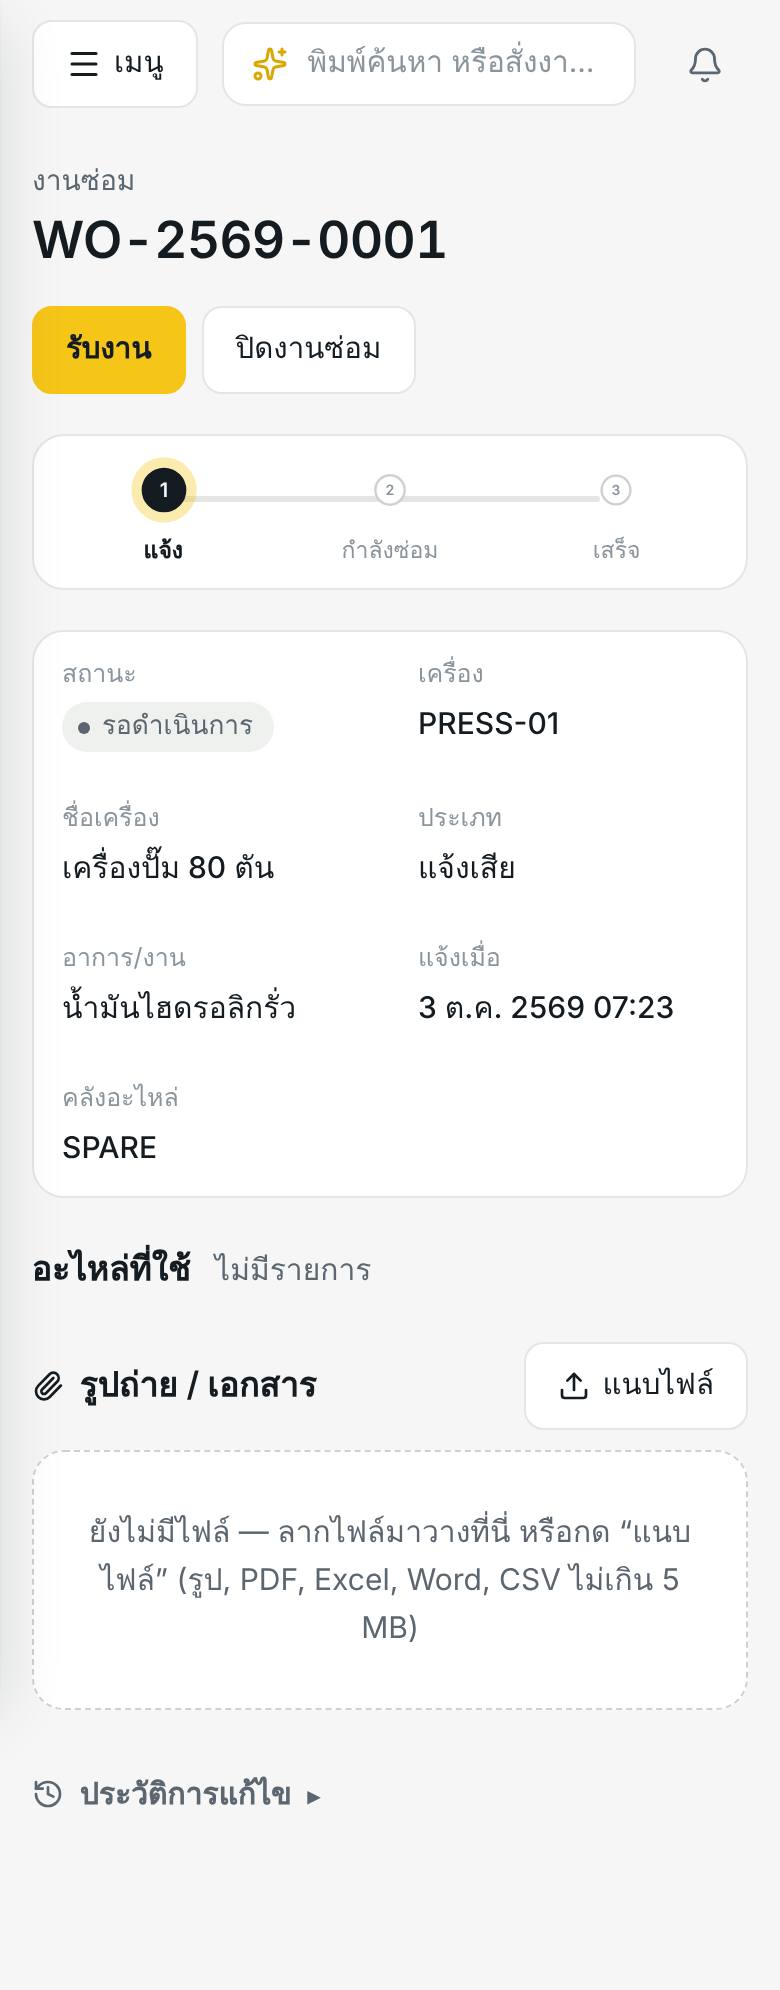 เมนู
พิมพ์ค้นหา หรือสั่งงา...
งานซ่อม
WO-2569-0001
รับงาน
ปิดงานซ่อม
1
2
3
แจ้ง
กำลังซ่อม
เสร็จ
สถานะ
รอดำเนินการ
เครื่อง
PRESS-01
ชื่อเครื่อง
เครื่องปั๊ม 80 ตัน
ประเภท
แจ้งเสีย
อาการ/งาน
น้ำมันไฮดรอลิกรั่ว
แจ้งเมื่อ
3 ต.ค. 2569 07:23
คลังอะไหล่
SPARE
อะไหล่ที่ใช้ ไม่มีรายการ
รูปถ่าย / เอกสาร
แนบไฟล์
ยังไม่มีไฟล์ — ลากไฟล์มาวางที่นี่ หรือกด “แนบ
ไฟล์” (รูป, PDF, Excel, Word, CSV ไม่เกิน 5
MB)
ประวัติการแก้ไข ▸